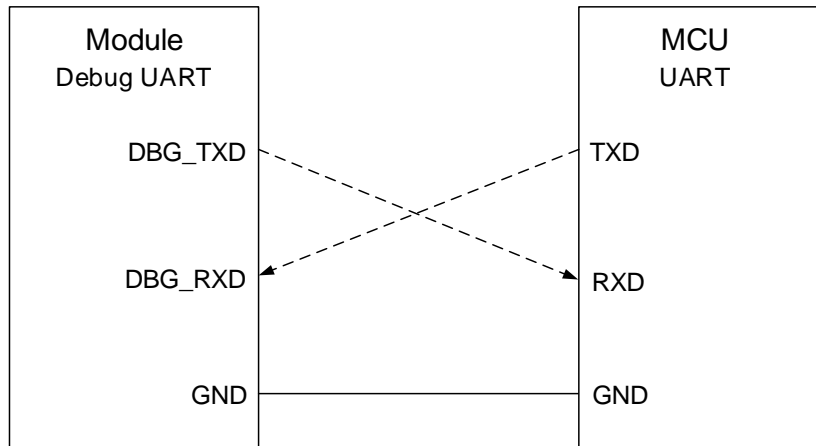 Module
Debug UART
DBG_TXD
DBG_RXD
GND
MCU
UART
TXD
RXD
GND